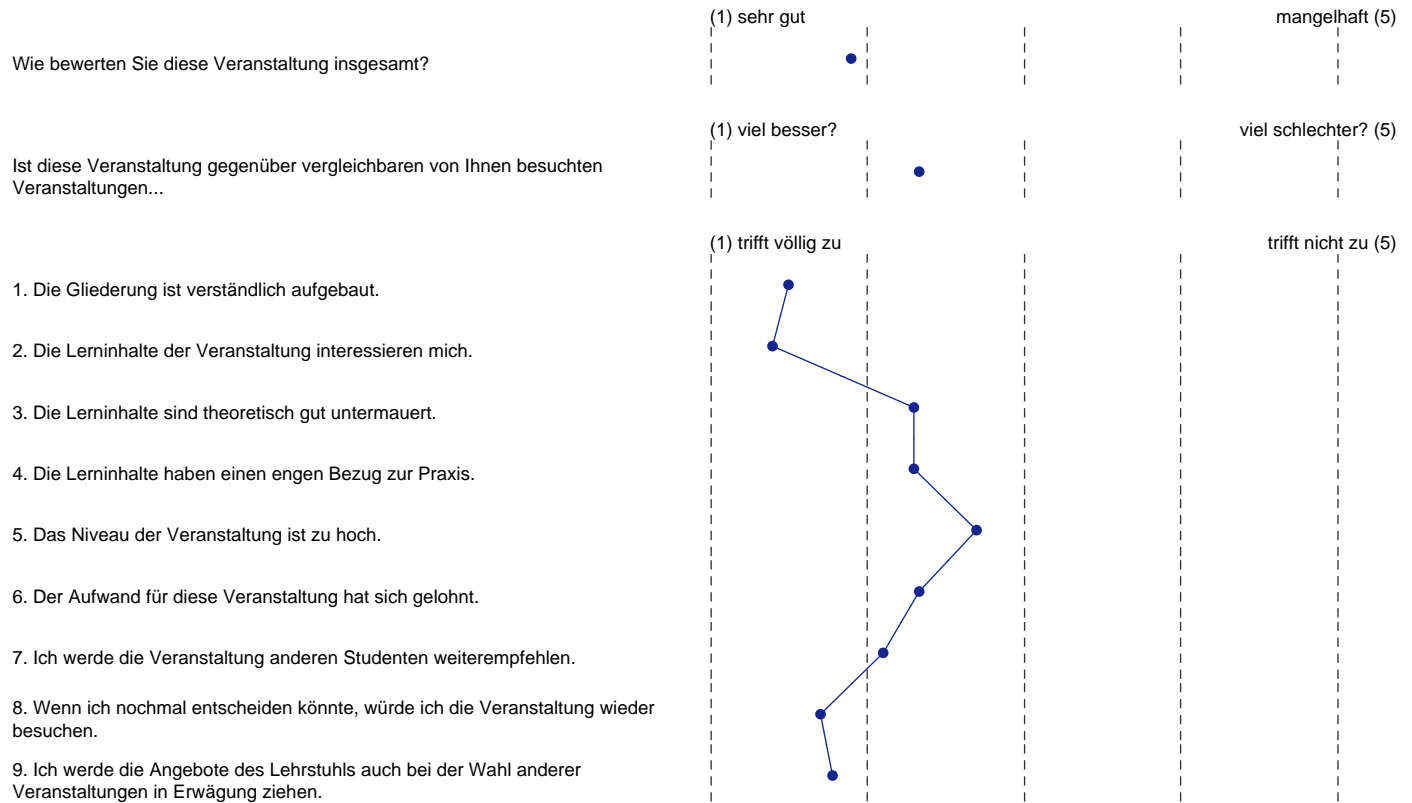 (1) sehr gut mangelhaft (5)
Wie bewerten Sie diese Veranstaltung insgesamt?
(1) viel besser? viel schlechter? (5)
Ist diese Veranstaltung gegenüber vergleichbaren von Ihnen besuchten
Veranstaltungen...
(1) trifft völlig zu trifft nicht zu (5)
1. Die Gliederung ist verständlich aufgebaut.
2. Die Lerninhalte der Veranstaltung interessieren mich.
3. Die Lerninhalte sind theoretisch gut untermauert.
4. Die Lerninhalte haben einen engen Bezug zur Praxis.
5. Das Niveau der Veranstaltung ist zu hoch.
6. Der Aufwand für diese Veranstaltung hat sich gelohnt.
7. Ich werde die Veranstaltung anderen Studenten weiterempfehlen.
8. Wenn ich nochmal entscheiden könnte, würde ich die Veranstaltung wieder
besuchen.
9. Ich werde die Angebote des Lehrstuhls auch bei der Wahl anderer
Veranstaltungen in Erwägung ziehen.